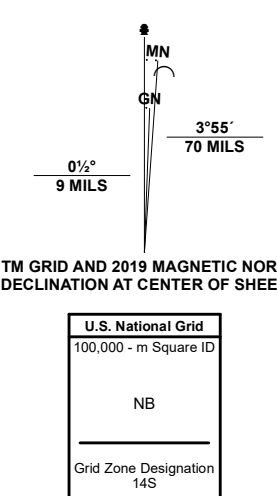 MN
GN
3°55´
70 MILS
0½°
9 MILS
TM GRID AND 2019 MAGNETIC NOR
DECLINATION AT CENTER OF SHEE
U.S. National Grid
100,000 - m Square ID
NB
Grid Zone Designation
14S